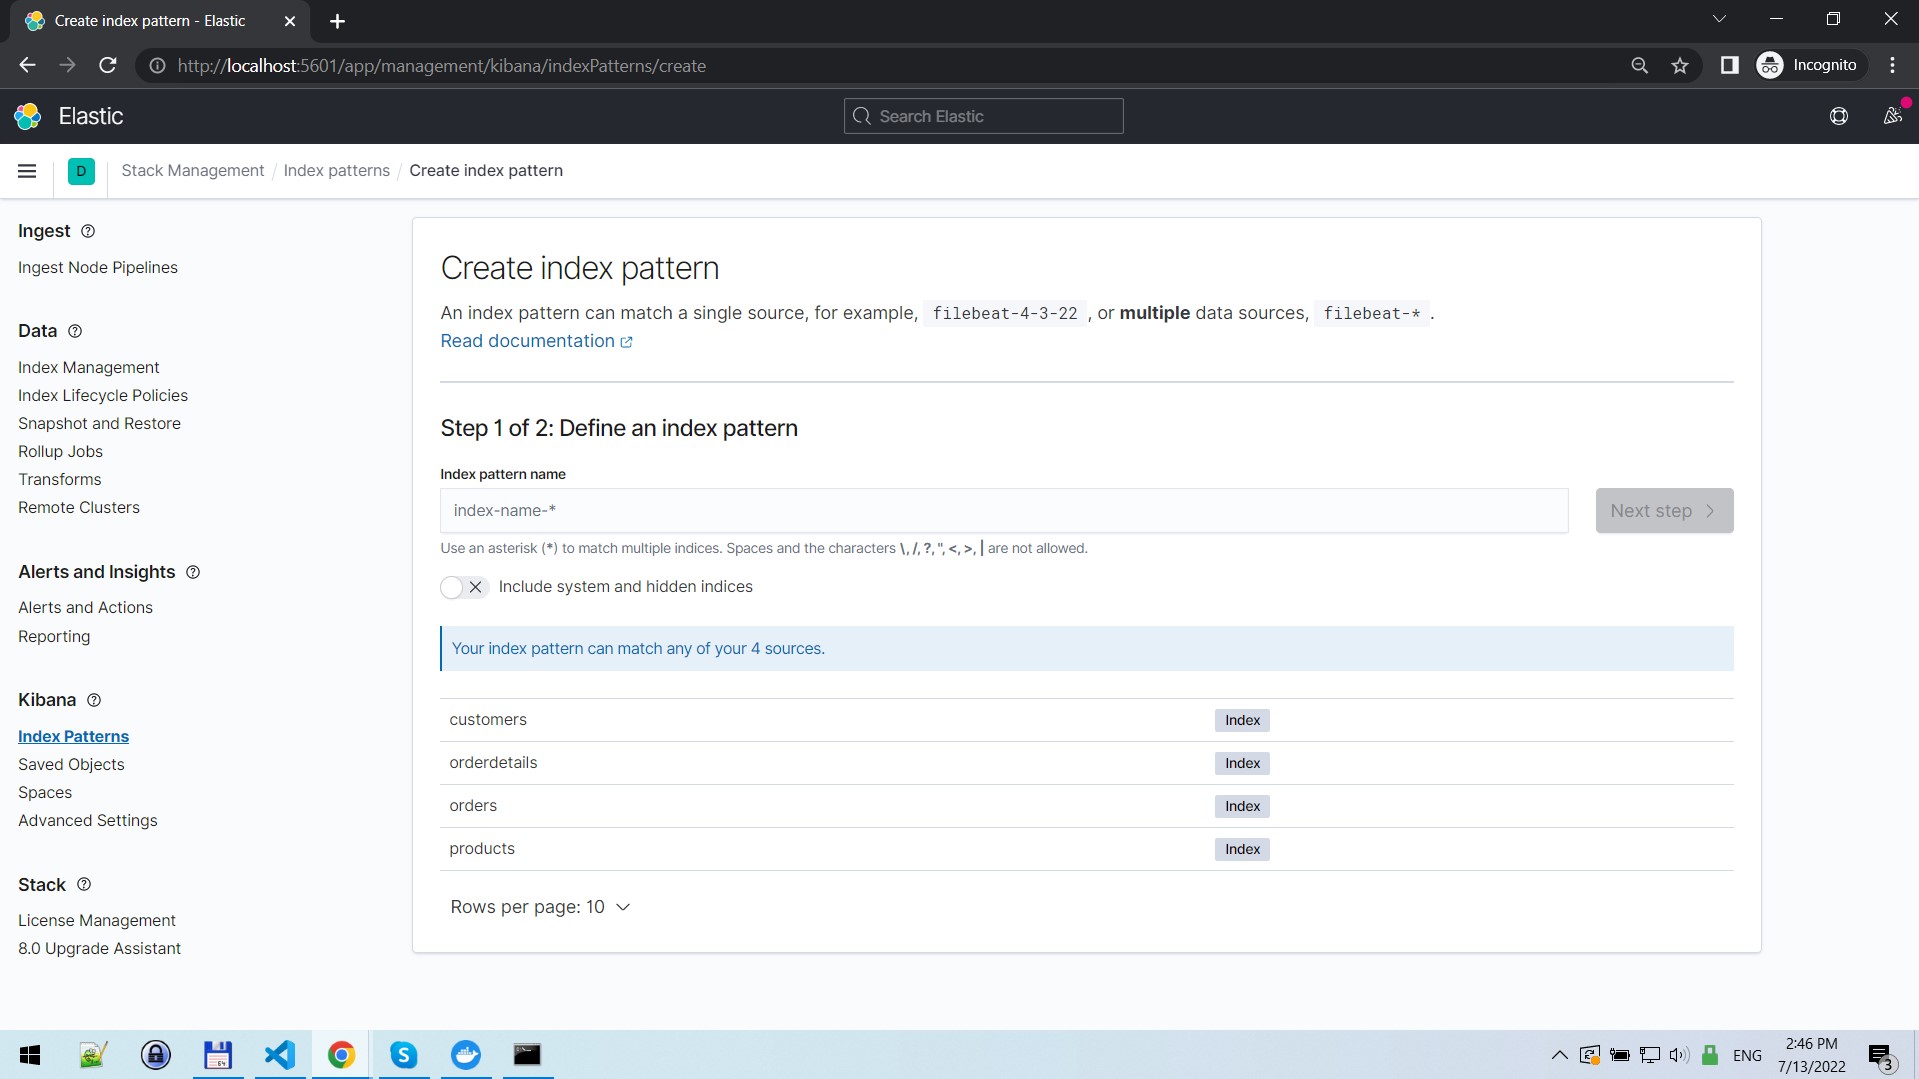 Create index pattern - Elastic
http://localhost:5601/app/management/kibana/indexPatterns/create
Incognito
Elastic
Search Elastic
D
Stack Management / Index patterns / Create index pattern
Ingest
Ingest Node Pipelines
Data
Index Management
Index Lifecycle Policies
Snapshot and Restore
Rollup Jobs
Transforms
Remote Clusters
Alerts and Insights
Alerts and Actions
Reporting
Kibana
Index Patterns
Saved Objects
Spaces
Advanced Settings
Stack
License Management
8.0 Upgrade Assistant
Create index pattern
An index pattern can match a single source, for example, filebeat-4-3-22 , or multiple data sources, filebeat-* .
Read documentation
Step 1 of 2: Define an index pattern
Index pattern name
index-name-*
Next step
Use an asterisk (*) to match multiple indices. Spaces and the characters \, /, ?, ", <, >, | are not allowed.
Include system and hidden indices
Your index pattern can match any of your 4 sources.
customers Index
orderdetails Index
orders Index
products Index
Rows per page: 10
64
S
ENG
2:46 PM
7/13/2022
3